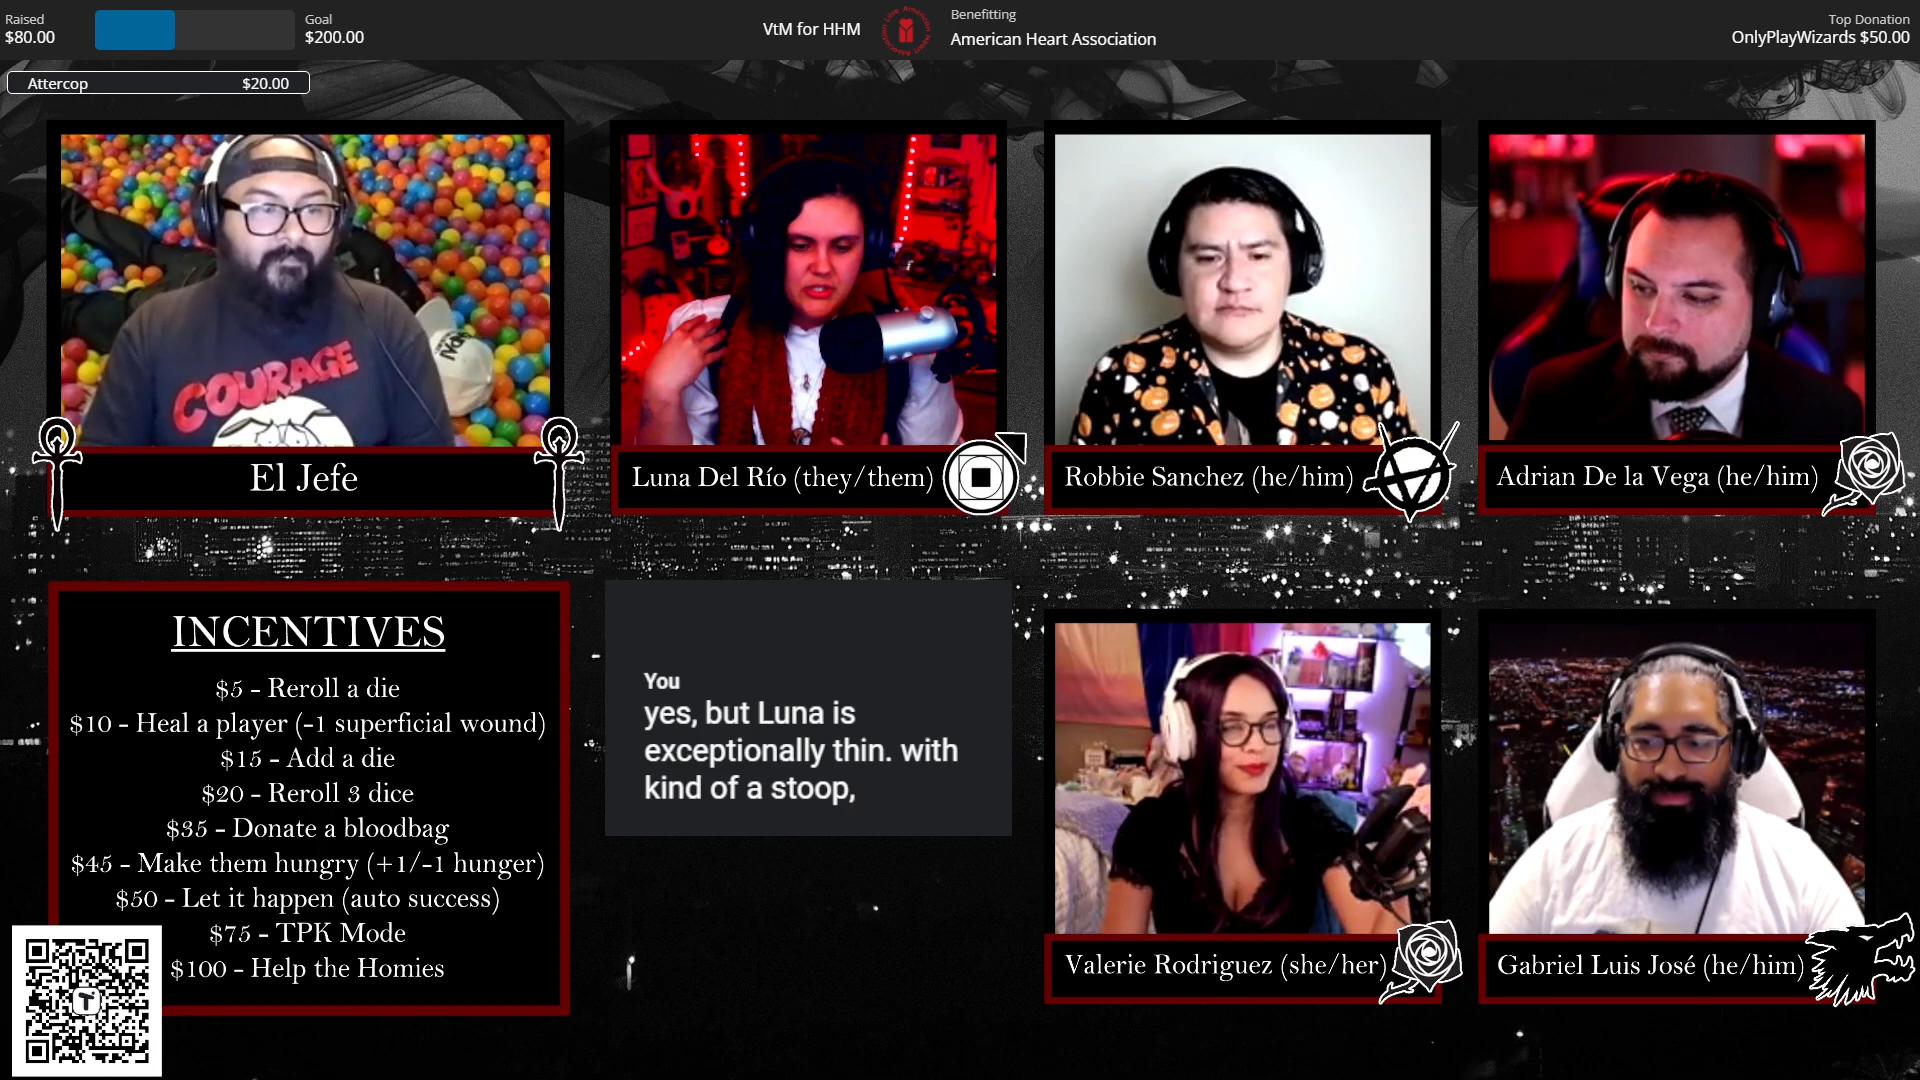 Raised
$80.00
Goal
$200.00
VtM for HHM
Benefitting
American Heart Association
Top Donation
OnlyPlayWizards $50.00
Attercop $20.00
COURAGE
El Jefe
Luna Del Río (they/them)
Robbie Sanchez (he/him)
Adrian De la Vega (he/him)
INCENTIVES
$5 - Reroll a die
$10 - Heal a player (-1 superficial wound)
$15 - Add a die
$20 - Reroll 3 dice
$35 - Donate a bloodbag
$45 - Make them hungry (+1/-1 hunger)
$50 - Let it happen (auto success)
$75 - TPK Mode
$100 - Help the Homies
You
yes, but Luna is
exceptionally thin. with
kind of a stoop,
Valerie Rodriguez (she/her)
Gabriel Luis José (he/him)